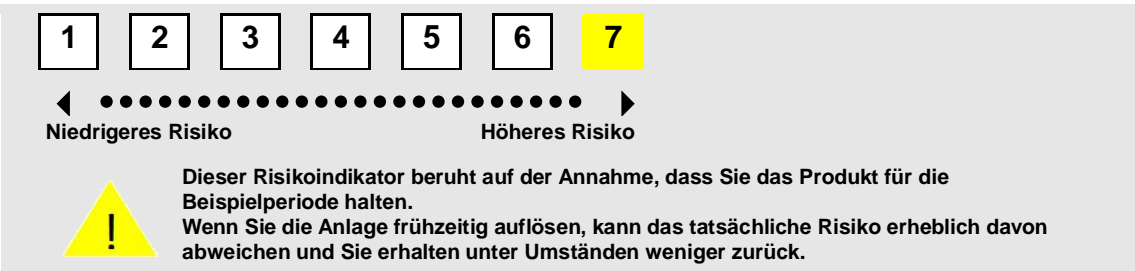 1 2 3 4 5 6 7
Niedrigeres Risiko Höheres Risiko
Dieser Risikoindikator beruht auf der Annahme, dass Sie das Produkt für die
Beispielperiode halten.
Wenn Sie die Anlage frühzeitig auflösen, kann das tatsächliche Risiko erheblich davon
abweichen und Sie erhalten unter Umständen weniger zurück.
!